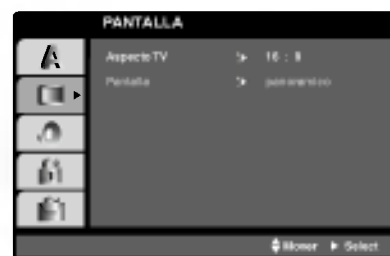 PANTALLA
A
Aspecto TV 16 : 9
Pantalla panoramico
Mover Select